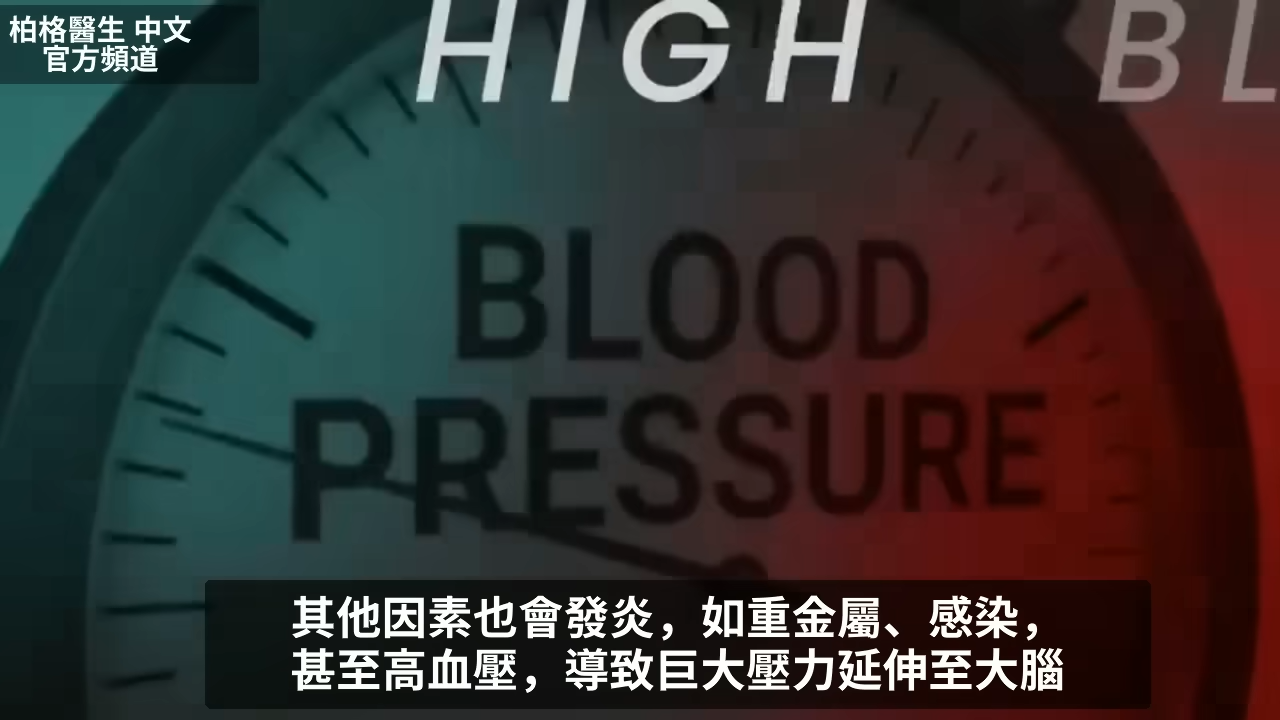 柏格醫生 中文
官方頻道
HIGH BL
BLOOD
PRESSURE
其他因素也會發炎，如重金屬、感染，
甚至高血壓，導致巨大壓力延伸至大腦